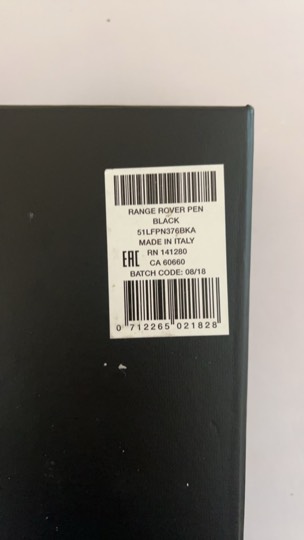 RANGE ROVER PEN
BLACK
51LFPN376BKA
MADE IN ITALY
EAC RN 141280
CA 60660
BATCH CODE: 08/18
0 712265 021828